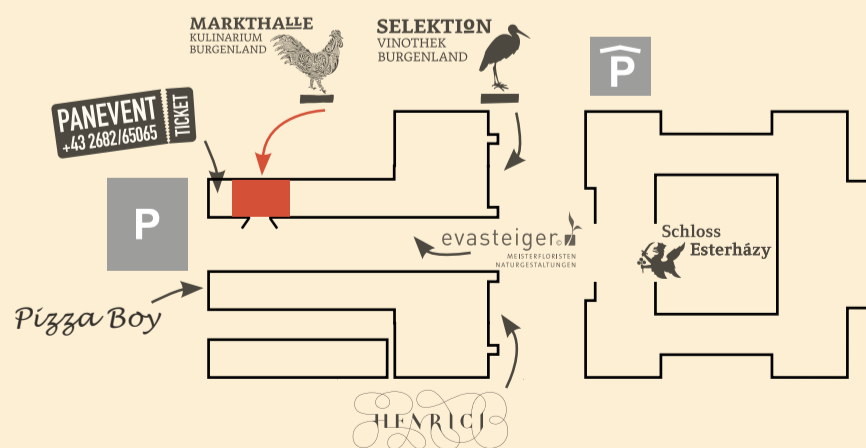 MARKTHALLE
KULINARIUM
BURGENLAND
SELEKTION
VINOTHEK
BURGENLAND
P
PANEVENT
+43 2682/65065
TICKET
P
evasteiger©
MEISTERFLORISTEN
NATURGESTALTUNGEN
Schloss
Esterházy
Pizza Boy
HENRICI